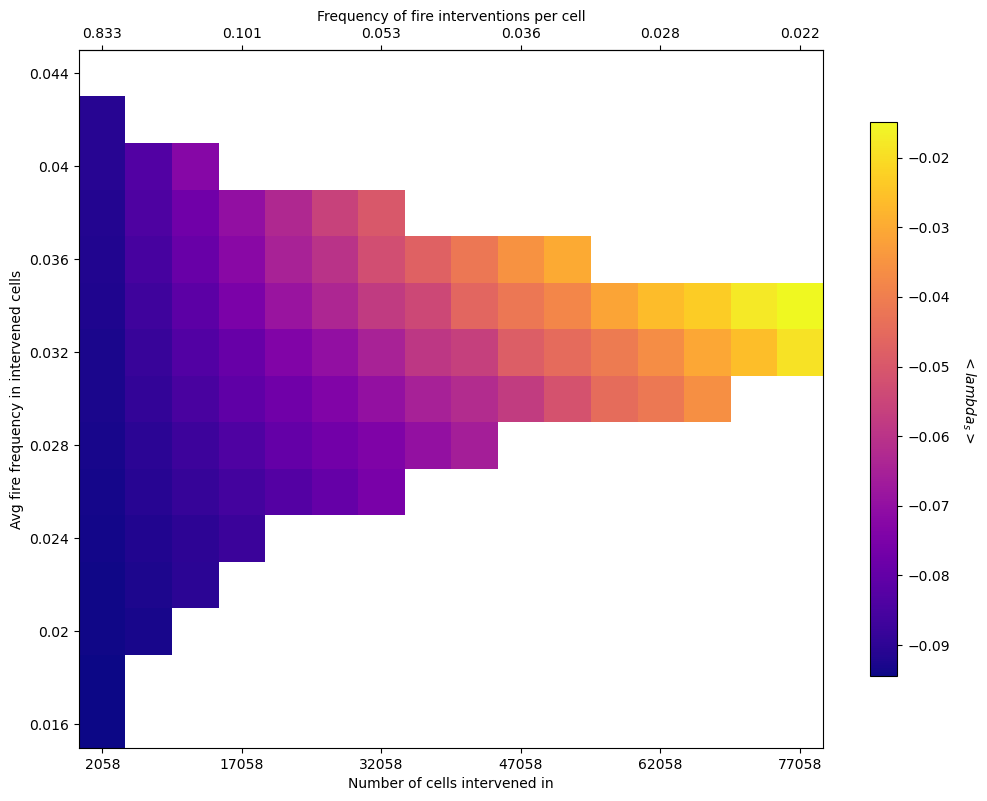 Frequency of fire interventions per cell
0.833 0.101 0.053 0.036 0.028 0.022
0.044
0.04
0.036
0.032
0.028
0.024
0.02
0.016
Avg fire frequency in intervened cells
2058 17058 32058 47058 62058 77058
Number of cells intervened in
−0.02
−0.03
−0.04
−0.05
−0.06
−0.07
−0.08
−0.09
< lambda_s >